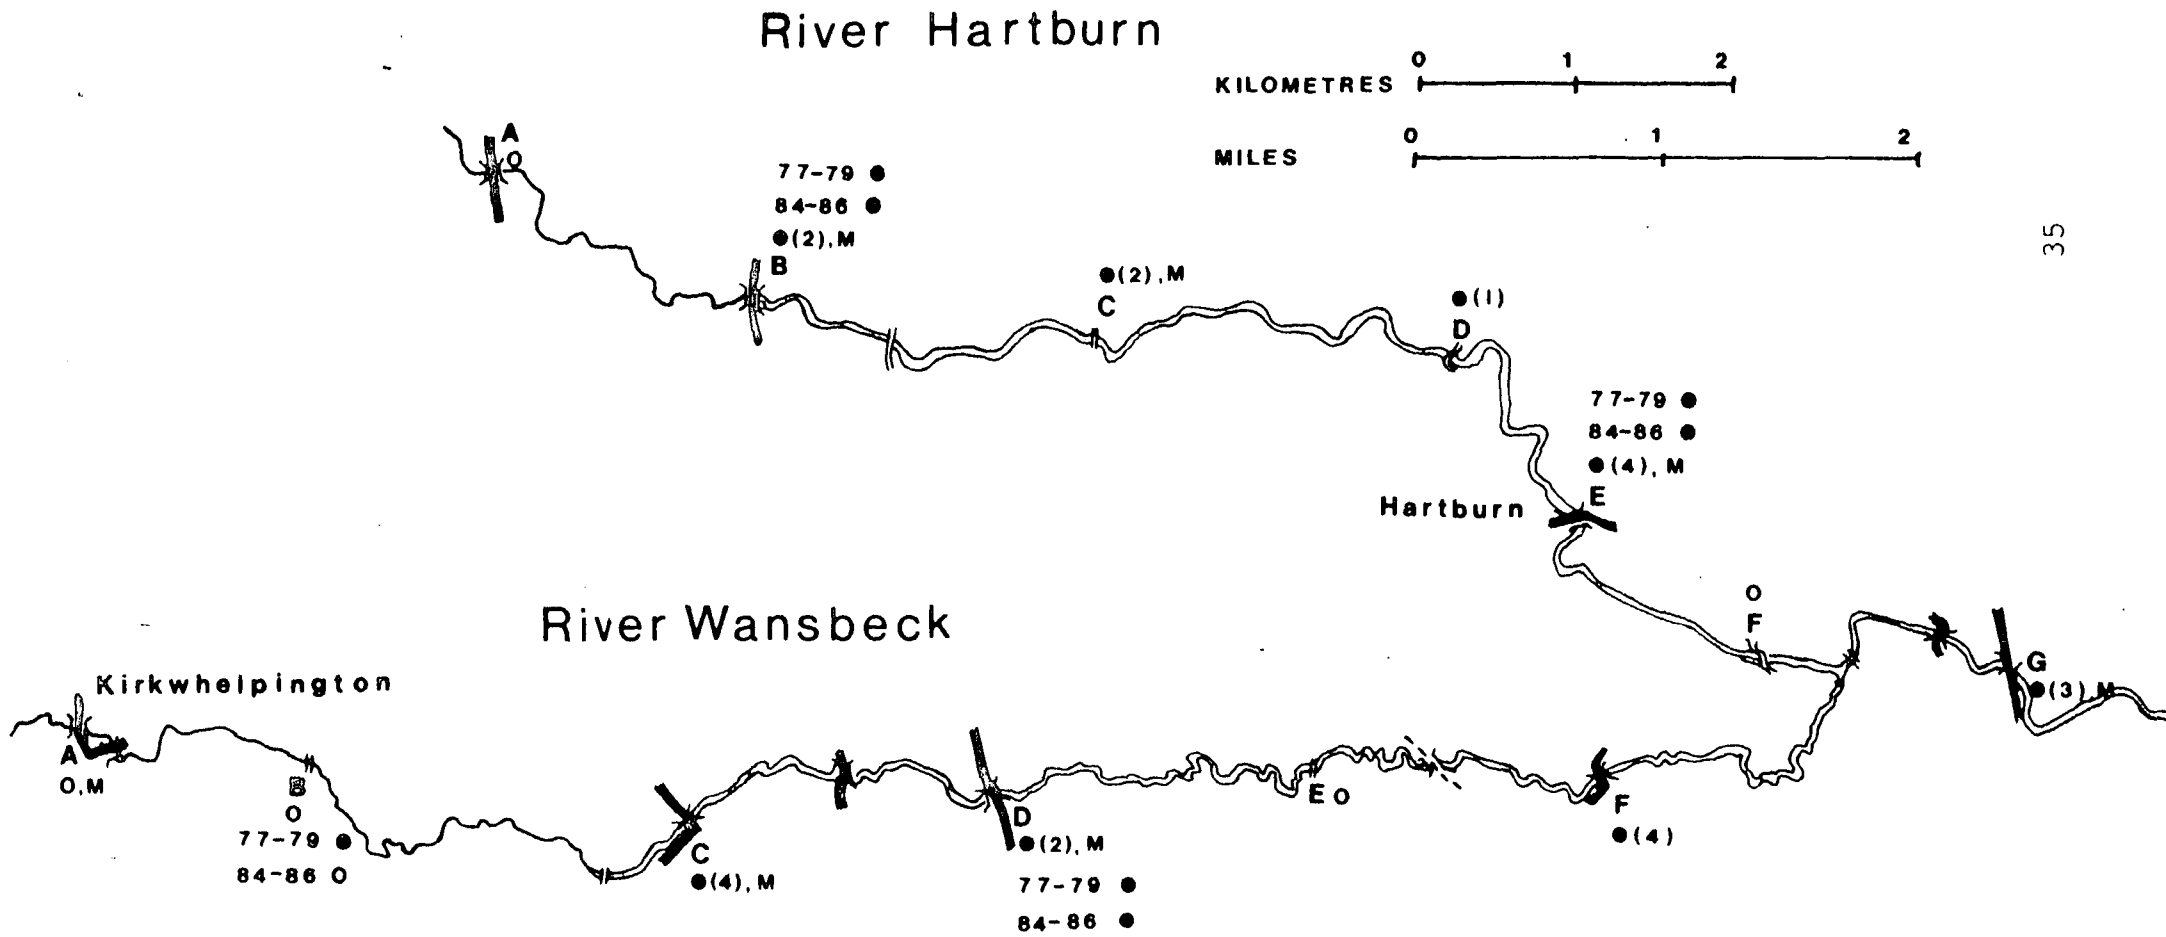 River Hartburn
KILOMETRES 0 1 2
MILES 0 1 2
35
A
O
77-79 ●
84-86 ●
●(2), M
B
●(2), M
C
●(1)
D
77-79 ●
84-86 ●
●(4), M
E
Hartburn
O
F
G
●(3), M
River Wansbeck
Kirkwhelpington
A
O, M
B
O
77-79 ●
84-86 O
C
●(4), M
D
●(2), M
77-79 ●
84-86 ●
E O
F
●(4)